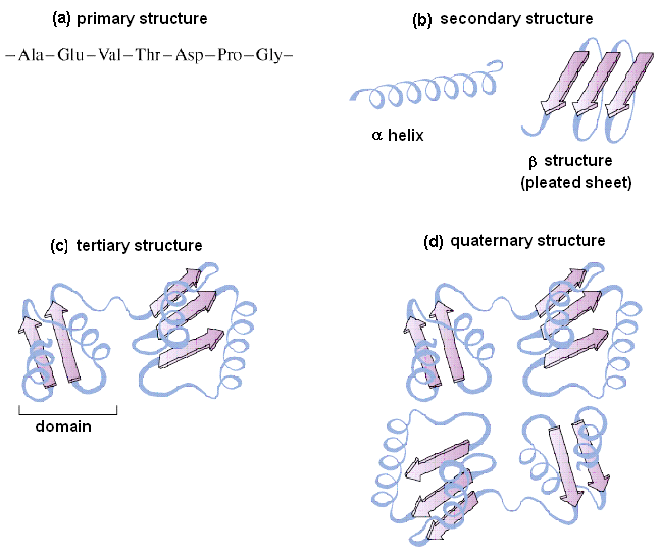 (a) primary structure
–Ala–Glu–Val–Thr–Asp–Pro–Gly–
(b) secondary structure
α helix
β structure
(pleated sheet)
(c) tertiary structure
domain
(d) quaternary structure